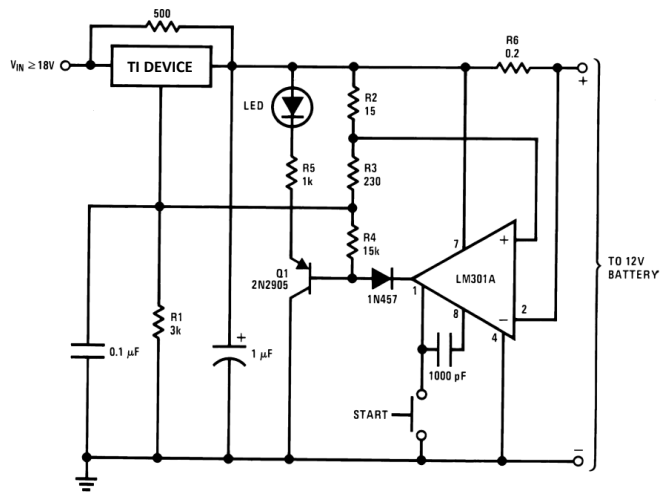 500
V_IN ≥ 18V
TI DEVICE
R6
0.2
+
LED
R2
15
R5
1k
R3
230
R4
15k
Q1
2N2905
1N457
7
+
LM301A
1
8
2
−
4
TO 12V
BATTERY
R1
3k
0.1 µF
+
1 µF
1000 pF
START
−